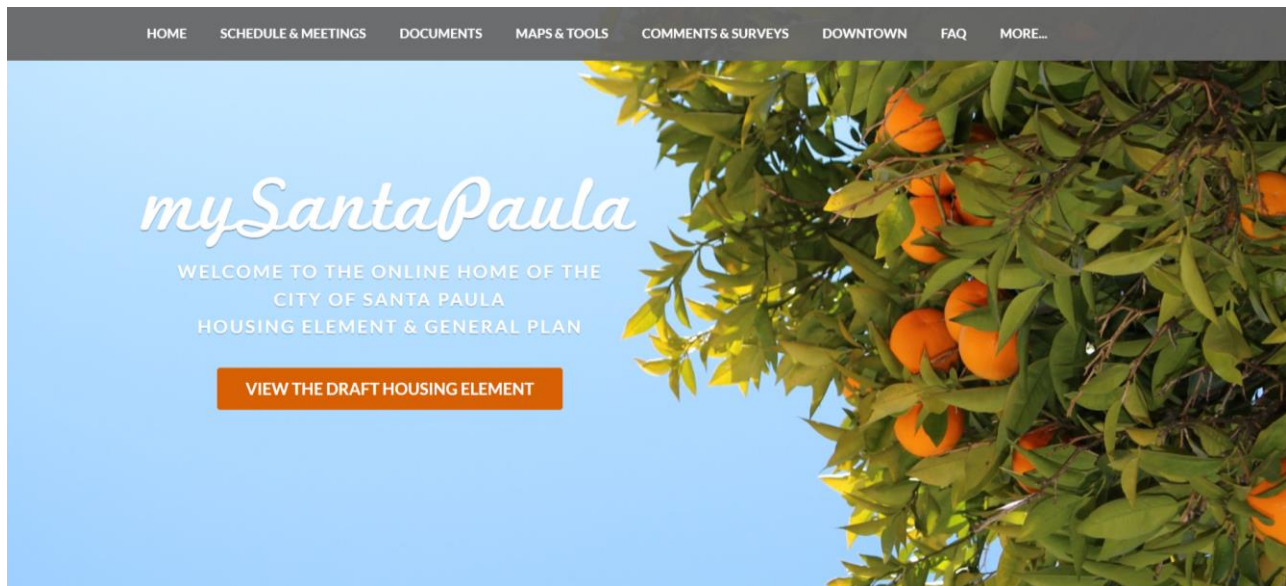 HOME SCHEDULE & MEETINGS DOCUMENTS MAPS & TOOLS COMMENTS & SURVEYS DOWNTOWN FAQ MORE...
mySantaPaula
WELCOME TO THE ONLINE HOME OF THE
CITY OF SANTA PAULA
HOUSING ELEMENT & GENERAL PLAN
VIEW THE DRAFT HOUSING ELEMENT